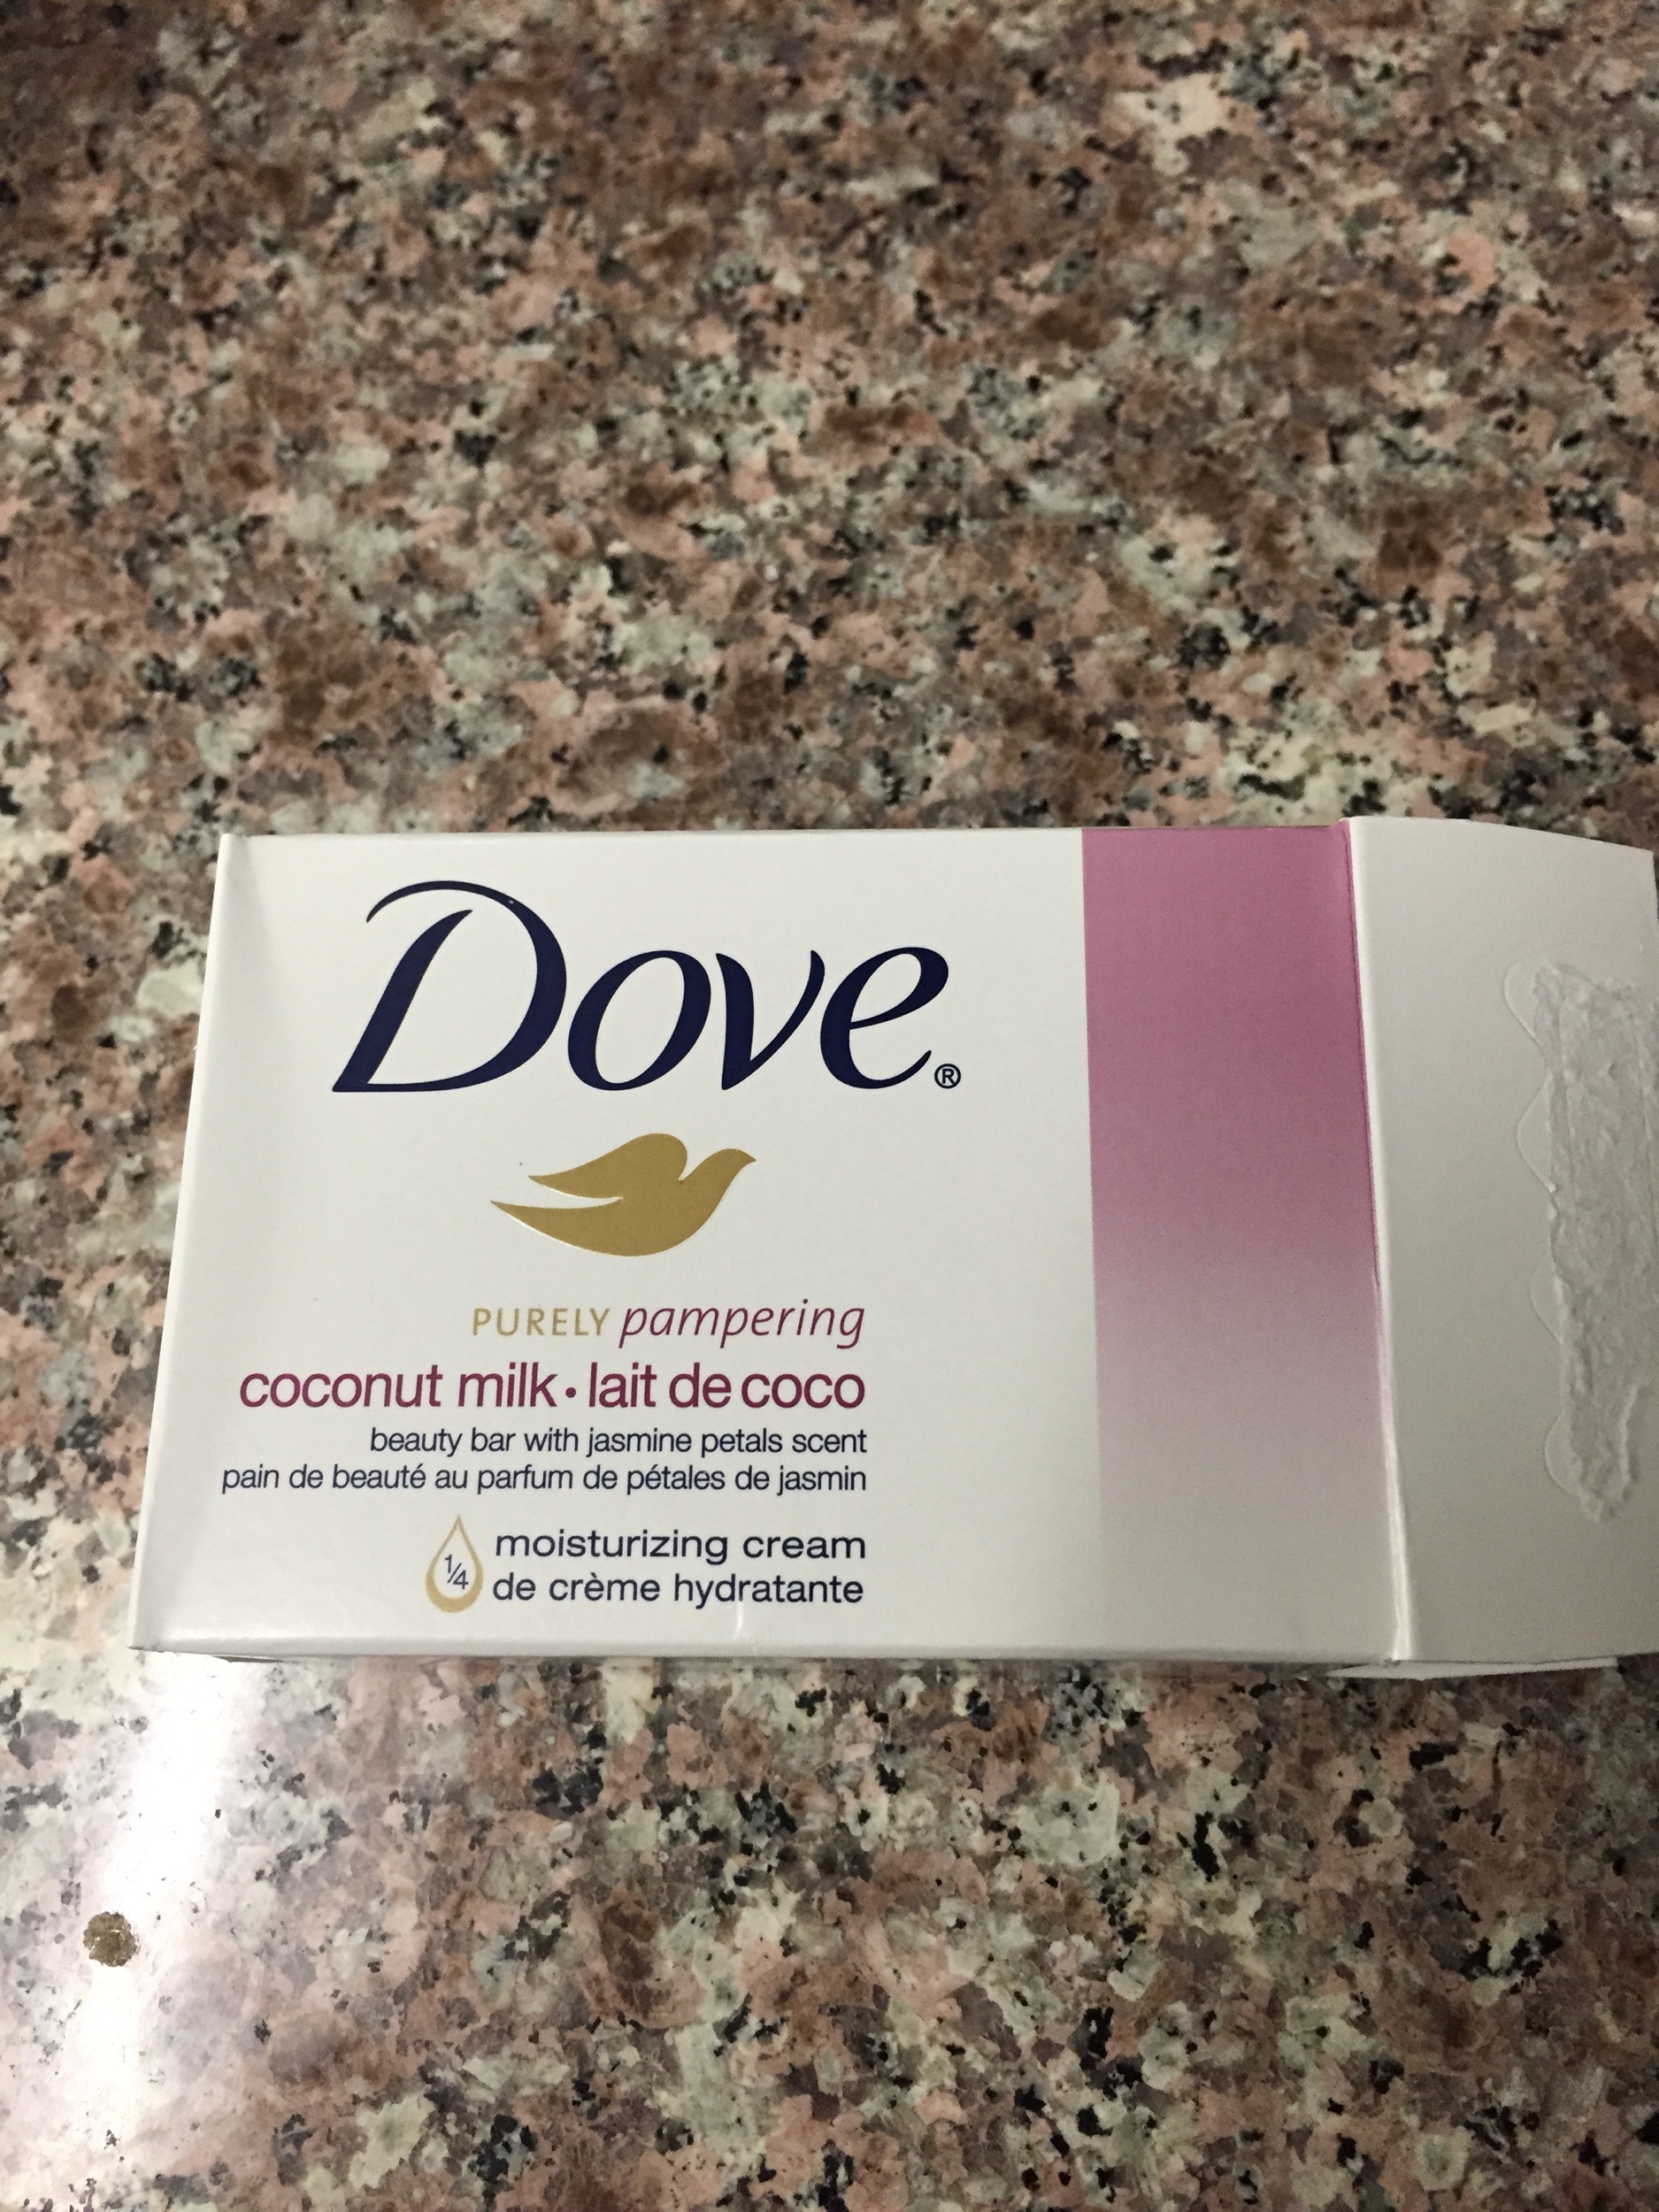 Dove®
PURELY pampering
coconut milk • lait de coco
beauty bar with jasmine petals scent
pain de beauté au parfum de pétales de jasmin
1/4 moisturizing cream
de crème hydratante